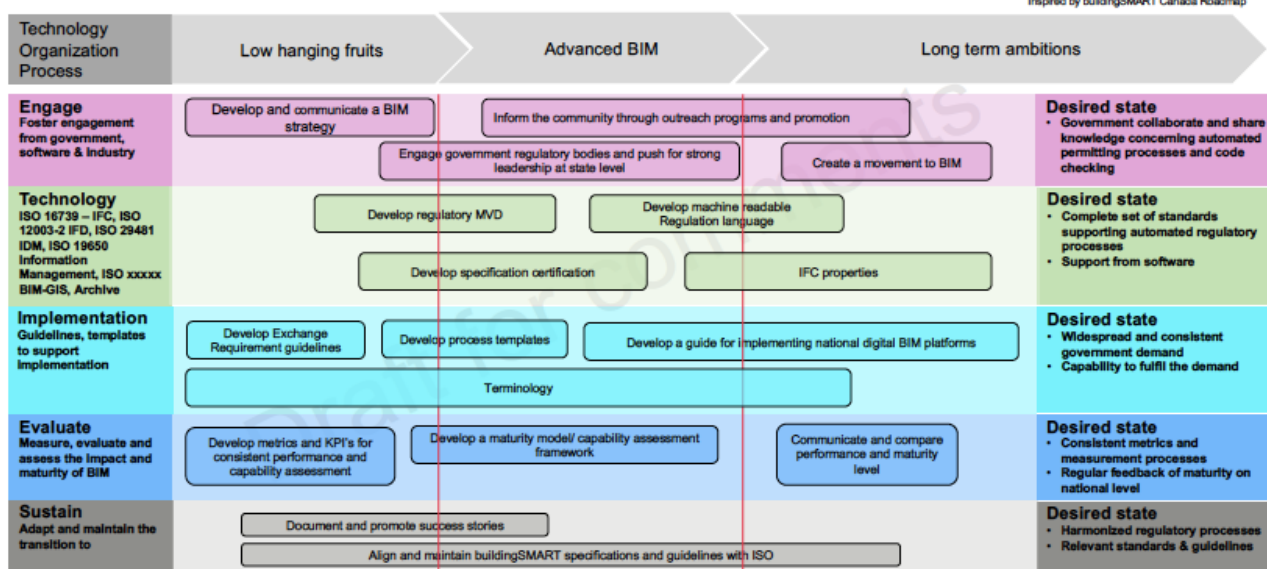 Inspired by buildingSMART Canada Roadmap
Technology
Organization
Process
Low hanging fruits
Advanced BIM
Long term ambitions
Engage
Foster engagement
from government,
software & Industry
Develop and communicate a BIM
strategy
Inform the community through outreach programs and promotion
Engage government regulatory bodies and push for strong
leadership at state level
Create a movement to BIM
Desired state
• Government collaborate and share
knowledge concerning automated
permitting processes and code
checking
Technology
ISO 16739 – IFC, ISO
12003-2 IFD, ISO 29481
IDM, ISO 19650
Information
Management, ISO xxxxx
BIM-GIS, Archive
Develop regulatory MVD
Develop machine readable
Regulation language
Develop specification certification
IFC properties
Desired state
• Complete set of standards
supporting automated regulatory
processes
• Support from software
Implementation
Guidelines, templates
to support
Implementation
Develop Exchange
Requirement guidelines
Develop process templates
Develop a guide for implementing national digital BIM platforms
Terminology
Desired state
• Widespread and consistent
government demand
• Capability to fulfil the demand
Evaluate
Measure, evaluate and
assess the impact and
maturity of BIM
Develop metrics and KPI's for
consistent performance and
capability assessment
Develop a maturity model/ capability assessment
framework
Communicate and compare
performance and maturity
level
Desired state
• Consistent metrics and
measurement processes
• Regular feedback of maturity on
national level
Sustain
Adapt and maintain the
transition to
Document and promote success stories
Align and maintain buildingSMART specifications and guidelines with ISO
Desired state
• Harmonized regulatory processes
• Relevant standards & guidelines
Draft for comments